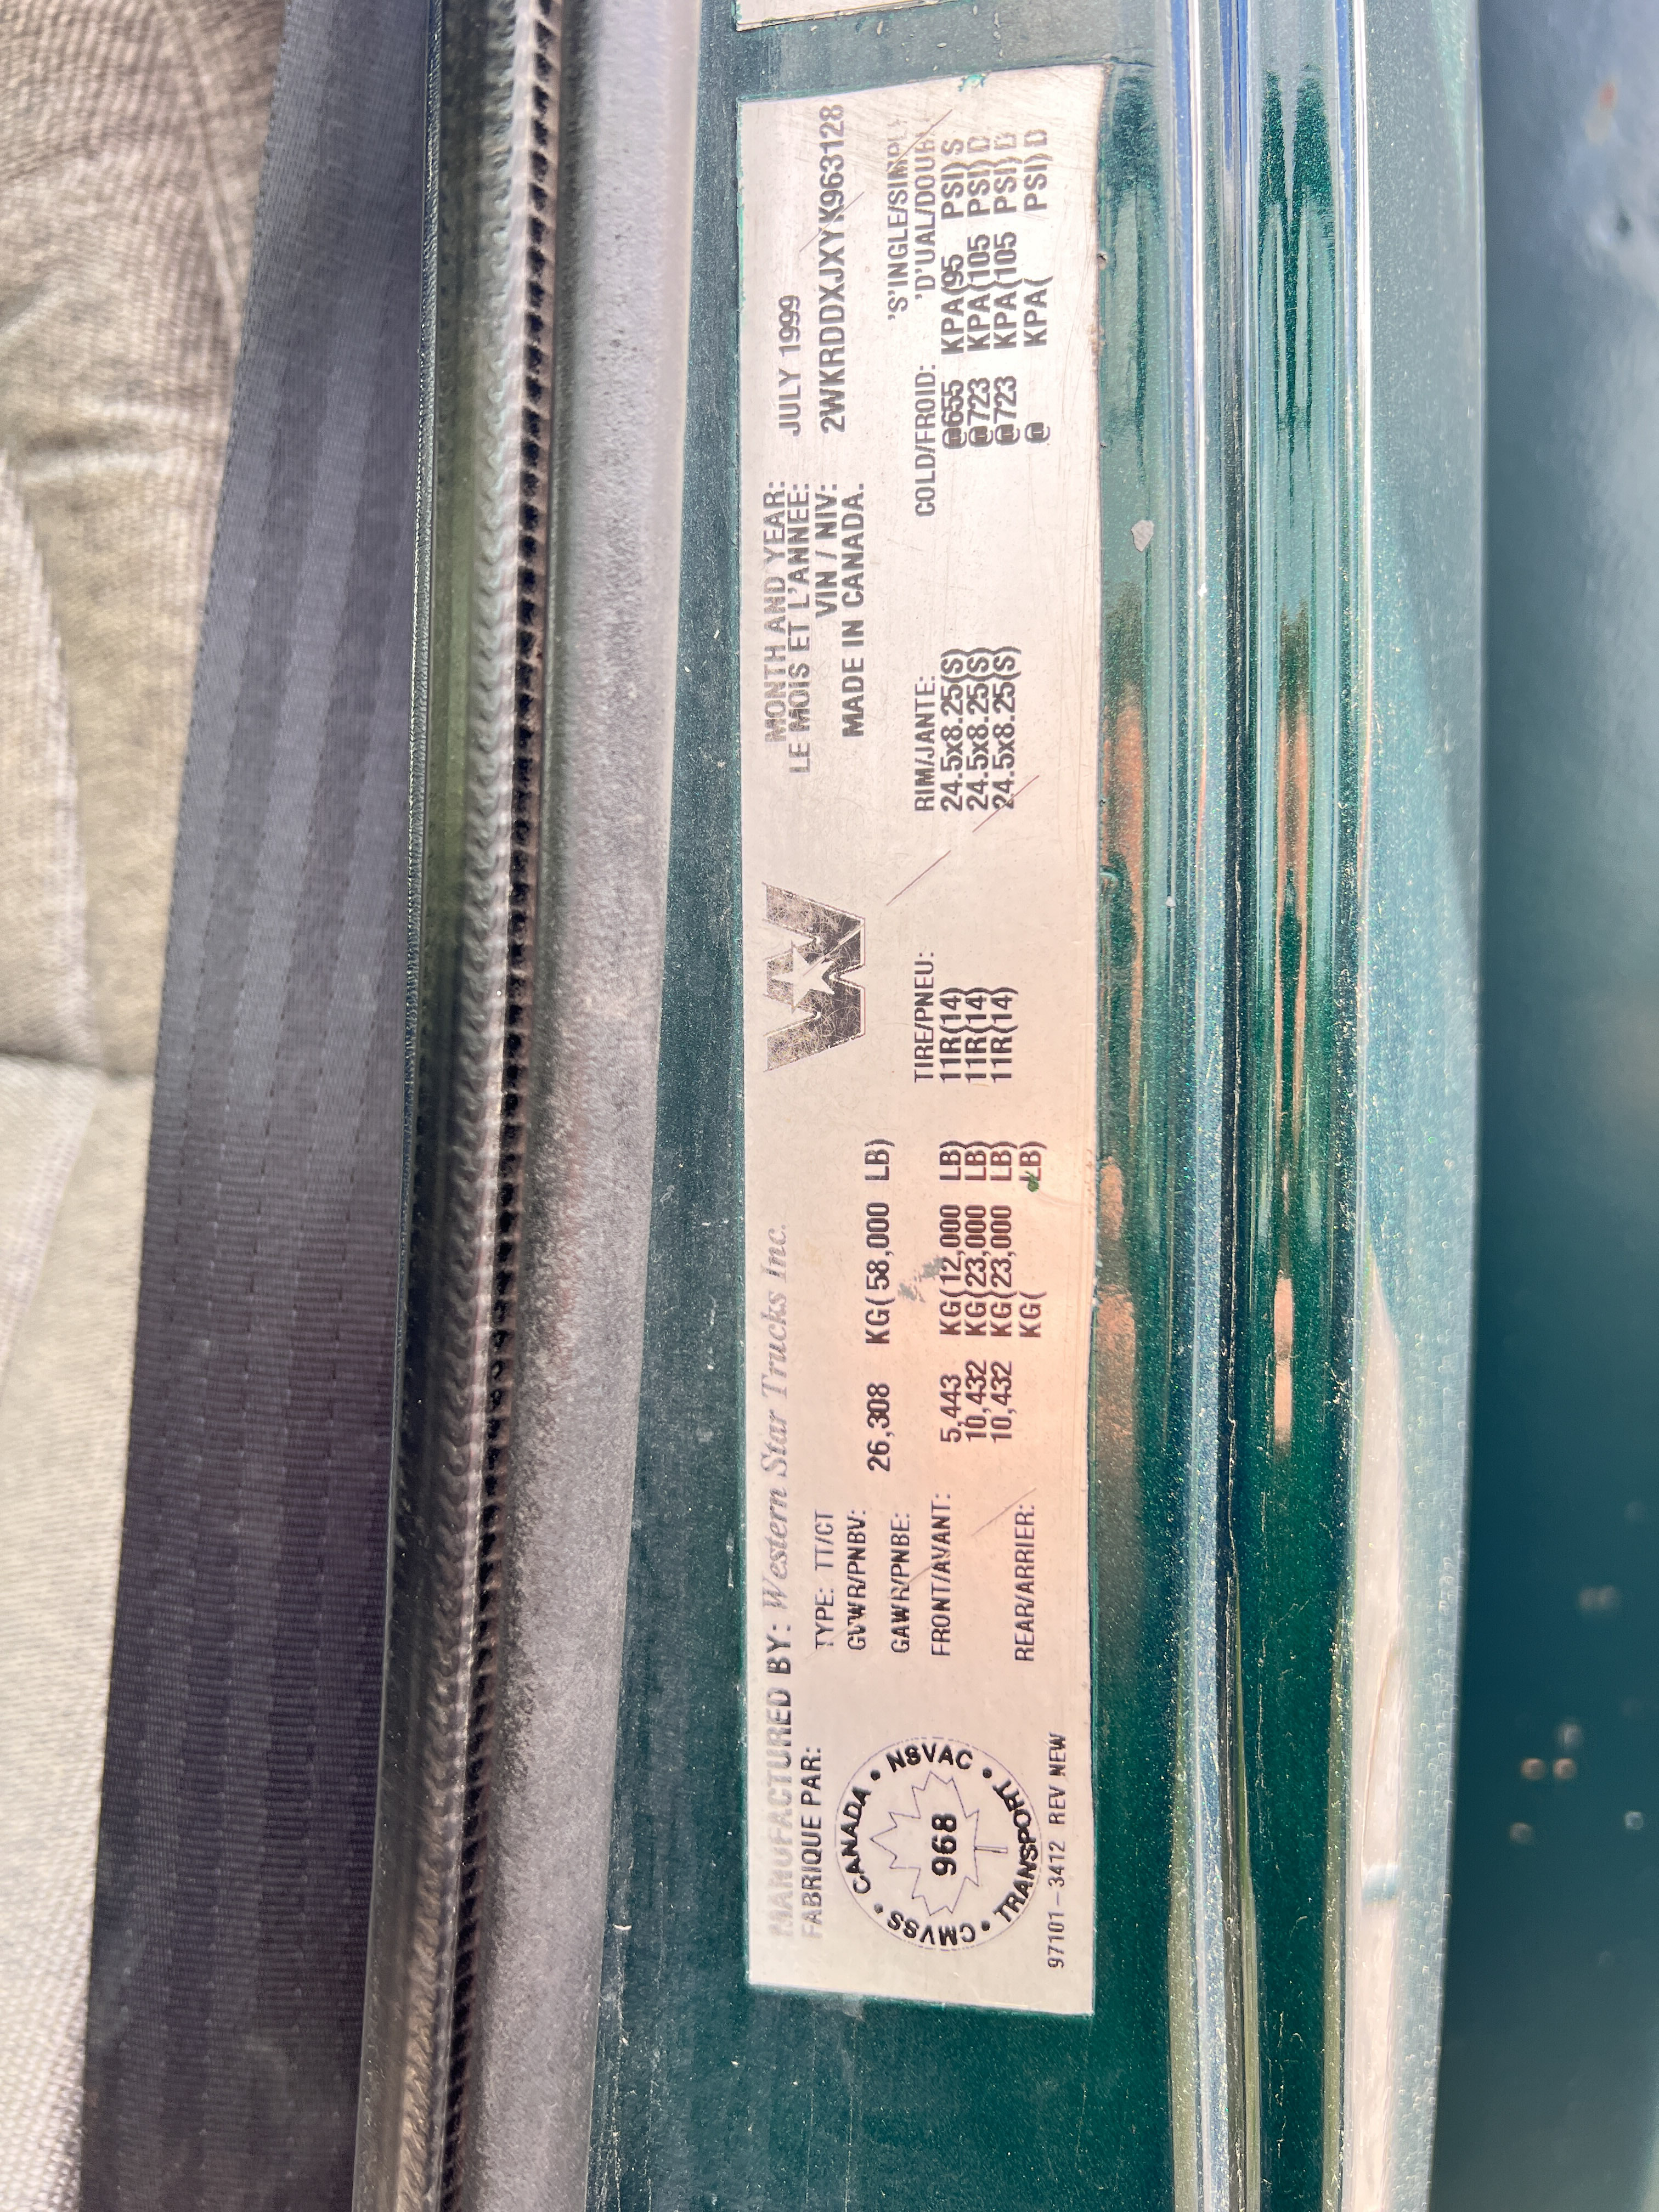 MANUFACTURED BY: Western Star Trucks Inc.
FABRIQUE PAR:
MONTH AND YEAR: JULY 1999
LE MOIS ET L'ANNEE:
VIN / NIV: 2WKRDDXJXYK963128
MADE IN CANADA.
TYPE: TT/CT
GVWR/PNBV:
26,308 KG(58,000 LB)
GAWR/PNBE:
'S'INGLE/SIMPL
'D'UAL/DOUBL
TIRE/PNEU: RIM/JANTE: COLD/FROID:
FRONT/AVANT: 5,443 KG(12,000 LB) 11R(14) 24.5x8.25(S) @655 KPA(95 PSI) S
10,432 KG(23,000 LB) 11R(14) 24.5x8.25(S) @723 KPA(105 PSI) D
10,432 KG(23,000 LB) 11R(14) 24.5x8.25(S) @723 KPA(105 PSI) D
REAR/ARRIER: KG( LB) @ KPA( PSI) D
CANADA • NSVAC • TRANSPORT • CMVSS •
968
97101-3412 REV NEW